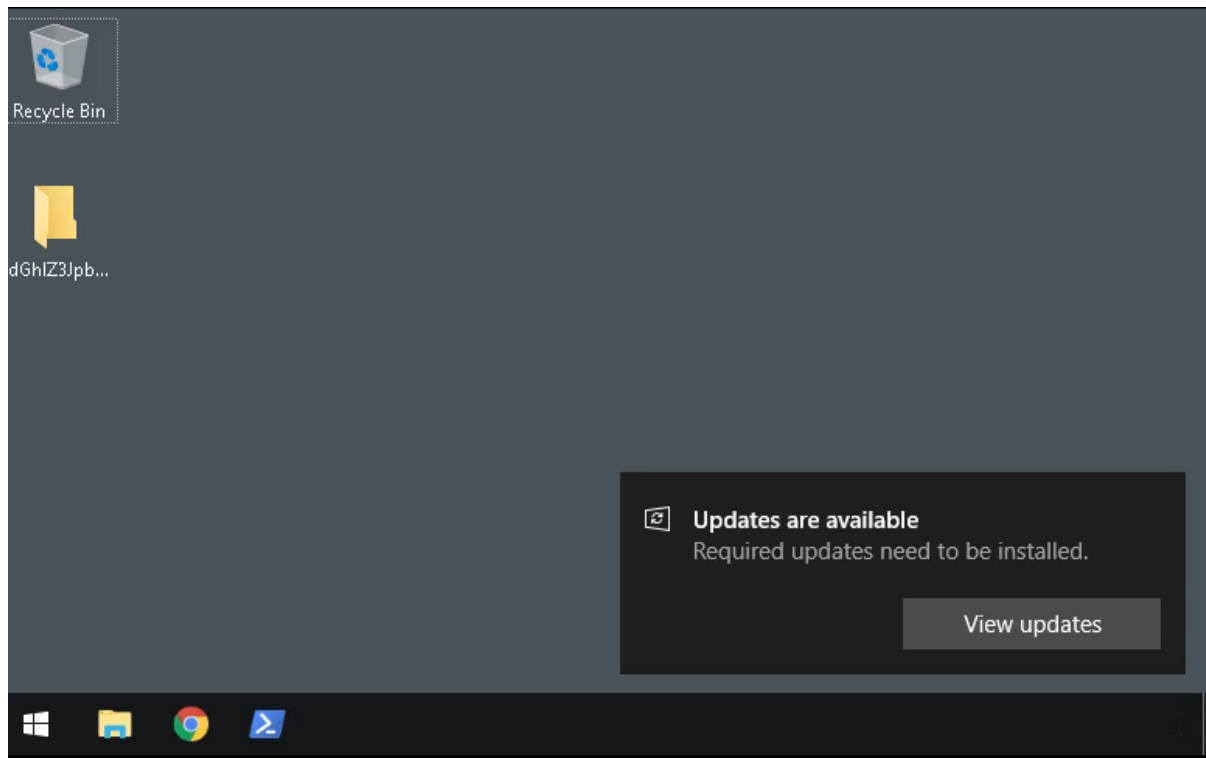 Recycle Bin
dGhlZ3Jpb...
Updates are available
Required updates need to be installed.
View updates